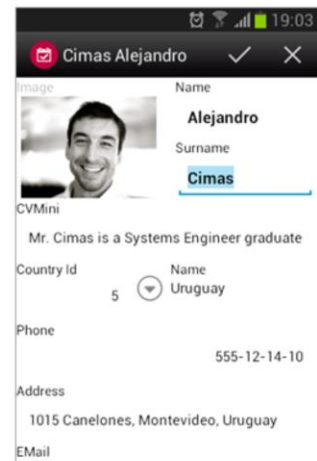 19:03
Cimas Alejandro
Image
Name
Alejandro
Surname
Cimas
CVMini
Mr. Cimas is a Systems Engineer graduate
Country Id
Name
5
Uruguay
Phone
555-12-14-10
Address
1015 Canelones, Montevideo, Uruguay
EMail